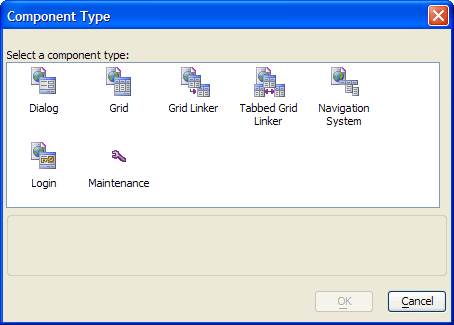 Component Type
Select a component type:
Dialog
Grid
Grid Linker
Tabbed Grid
Linker
Navigation
System
Login
Maintenance
OK
Cancel